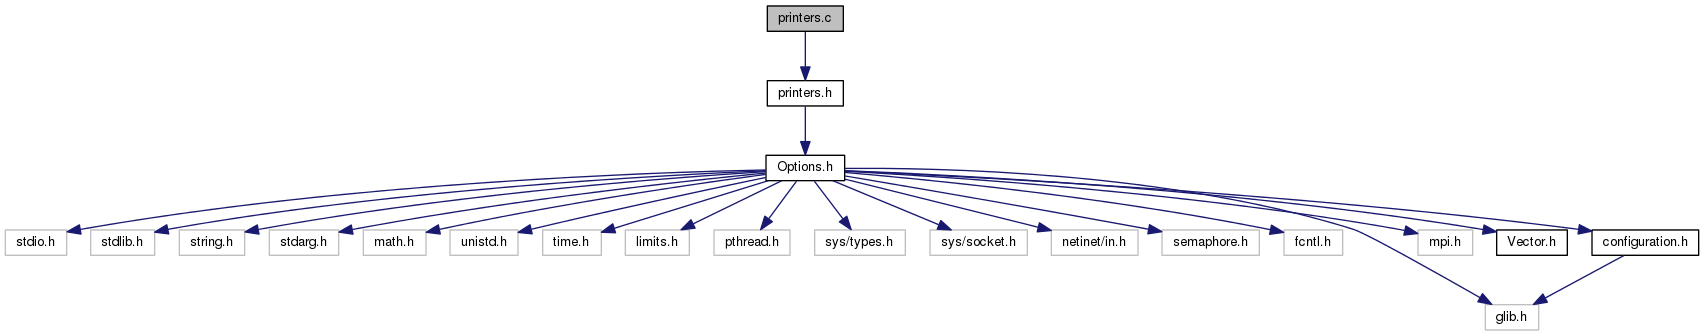 printers.c
printers.h
Options.h
stdio.h
stdlib.h
string.h
stdarg.h
math.h
unistd.h
time.h
limits.h
pthread.h
sys/types.h
sys/socket.h
netinet/in.h
semaphore.h
fcntl.h
mpi.h
Vector.h
configuration.h
glib.h